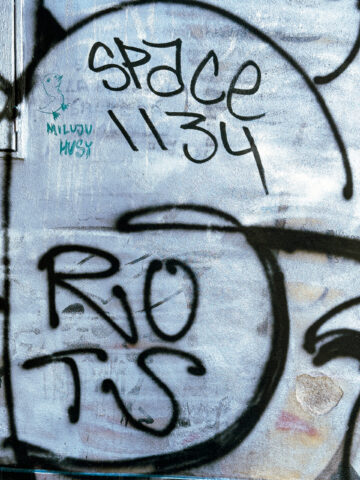 SPACE
1134
MILUJU
HUSY
RIO
TS